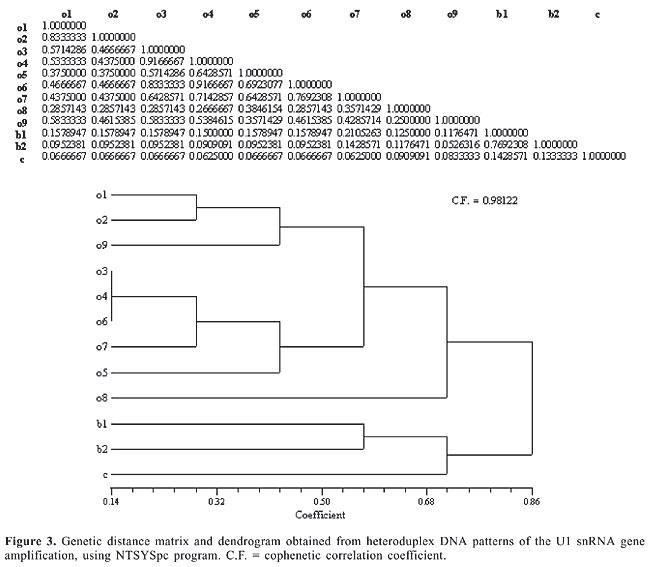 o1 o2 o3 o4 o5 o6 o7 o8 o9 b1 b2 c
o1 1.0000000
o2 0.8333333 1.0000000
o3 0.5714286 0.4666667 1.0000000
o4 0.5333333 0.4375000 0.9166667 1.0000000
o5 0.3750000 0.3750000 0.5714286 0.6428571 1.0000000
o6 0.4666667 0.4666667 0.8333333 0.9166667 0.6923077 1.0000000
o7 0.4375000 0.4375000 0.6428571 0.7142857 0.6428571 0.7692308 1.0000000
o8 0.2857143 0.2857143 0.2857143 0.2666667 0.3846154 0.2857143 0.3571429 1.0000000
o9 0.5833333 0.4615385 0.5833333 0.5384615 0.3571429 0.4615385 0.4285714 0.2500000 1.0000000
b1 0.1578947 0.1578947 0.1578947 0.1500000 0.1578947 0.1578947 0.2105263 0.1250000 0.1176471 1.0000000
b2 0.0952381 0.0952381 0.0952381 0.0909091 0.0952381 0.0952381 0.1428571 0.1176471 0.0526316 0.7692308 1.0000000
c 0.0666667 0.0666667 0.0666667 0.0625000 0.0666667 0.0666667 0.0625000 0.0909091 0.0833333 0.1428571 0.1333333 1.0000000
o1
C.F. = 0.98122
o2
o9
o3
o4
o6
o7
o5
o8
b1
b2
c
0.14 0.32 0.50 0.68 0.86
Coefficient
Figure 3. Genetic distance matrix and dendrogram obtained from heteroduplex DNA patterns of the U1 snRNA gene
amplification, using NTSYSpc program. C.F. = cophenetic correlation coefficient.